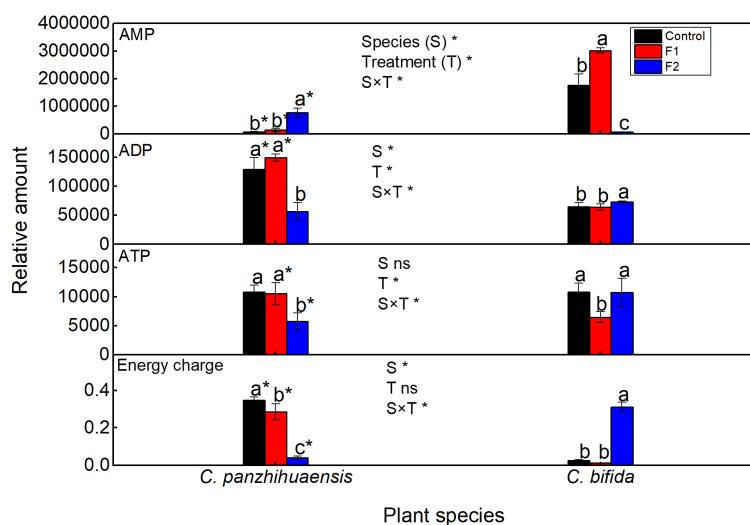 4000000
3000000
2000000
1000000
0
AMP
Species (S) *
Treatment (T) *
S×T *
Control
F1
F2
b* b* a*
b a c
150000
100000
50000
0
ADP
S *
T *
S×T *
a* a* b
b b a
15000
10000
5000
0
ATP
S ns
T *
S×T *
a a* b*
a b a
0.4
0.2
0.0
Energy charge
S *
T ns
S×T *
a* b* c*
b b a
C. panzhihuaensis
C. bifida
Relative amount
Plant species